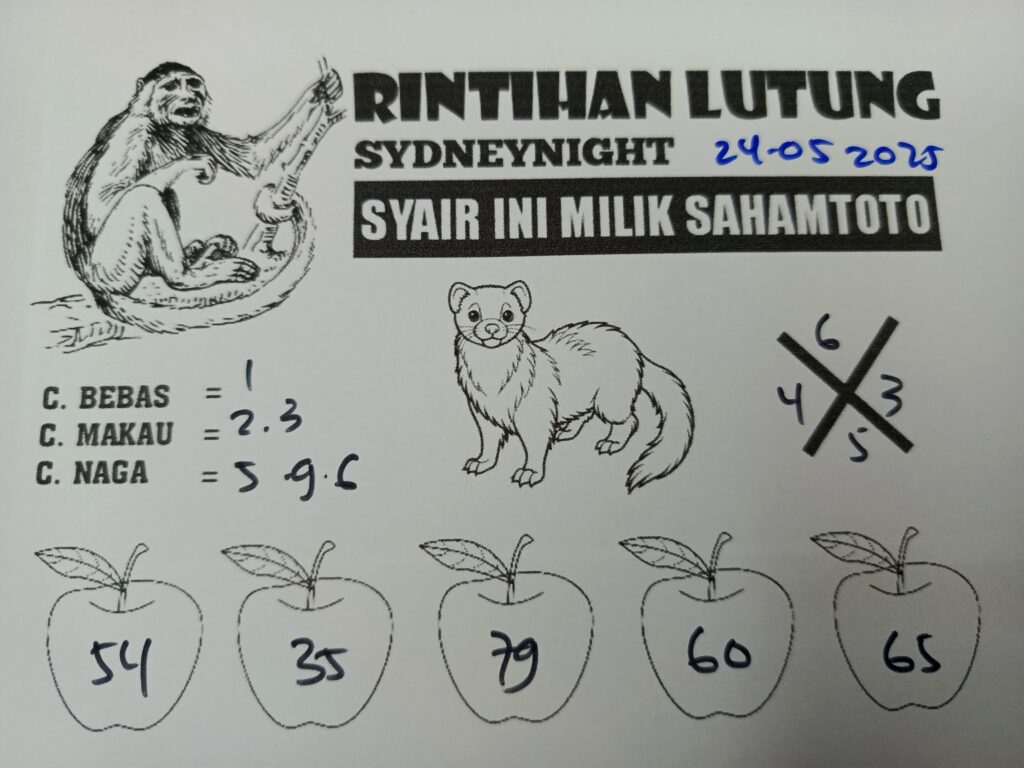 RINTIHAN LUTUNG
SYDNEYNIGHT 24-05 2025
SYAIR INI MILIK SAHAMTOTO
C. BEBAS = 1
C. MAKAU = 2.3
C. NAGA = 5 .9.6
6
4 3
5
54 35 79 60 65